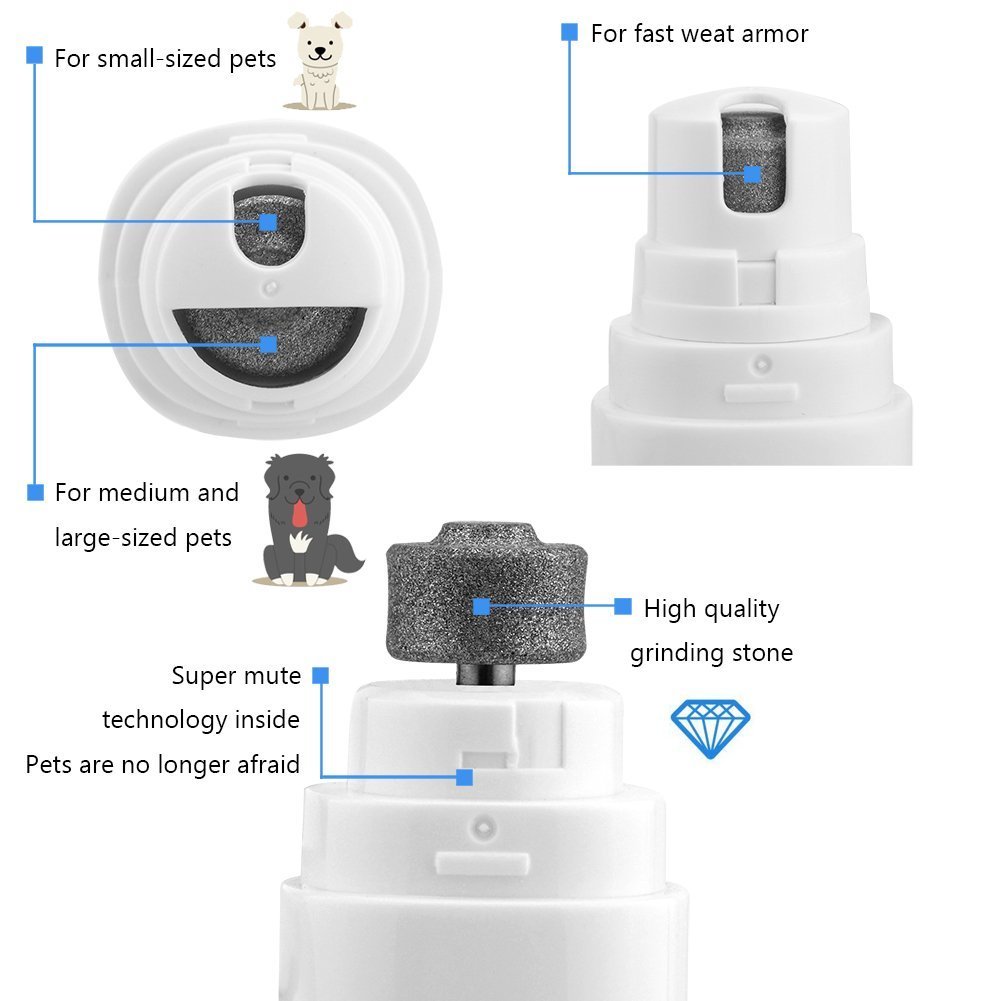 For small-sized pets
For fast weat armor
For medium and
large-sized pets
High quality
grinding stone
Super mute
technology inside
Pets are no longer afraid